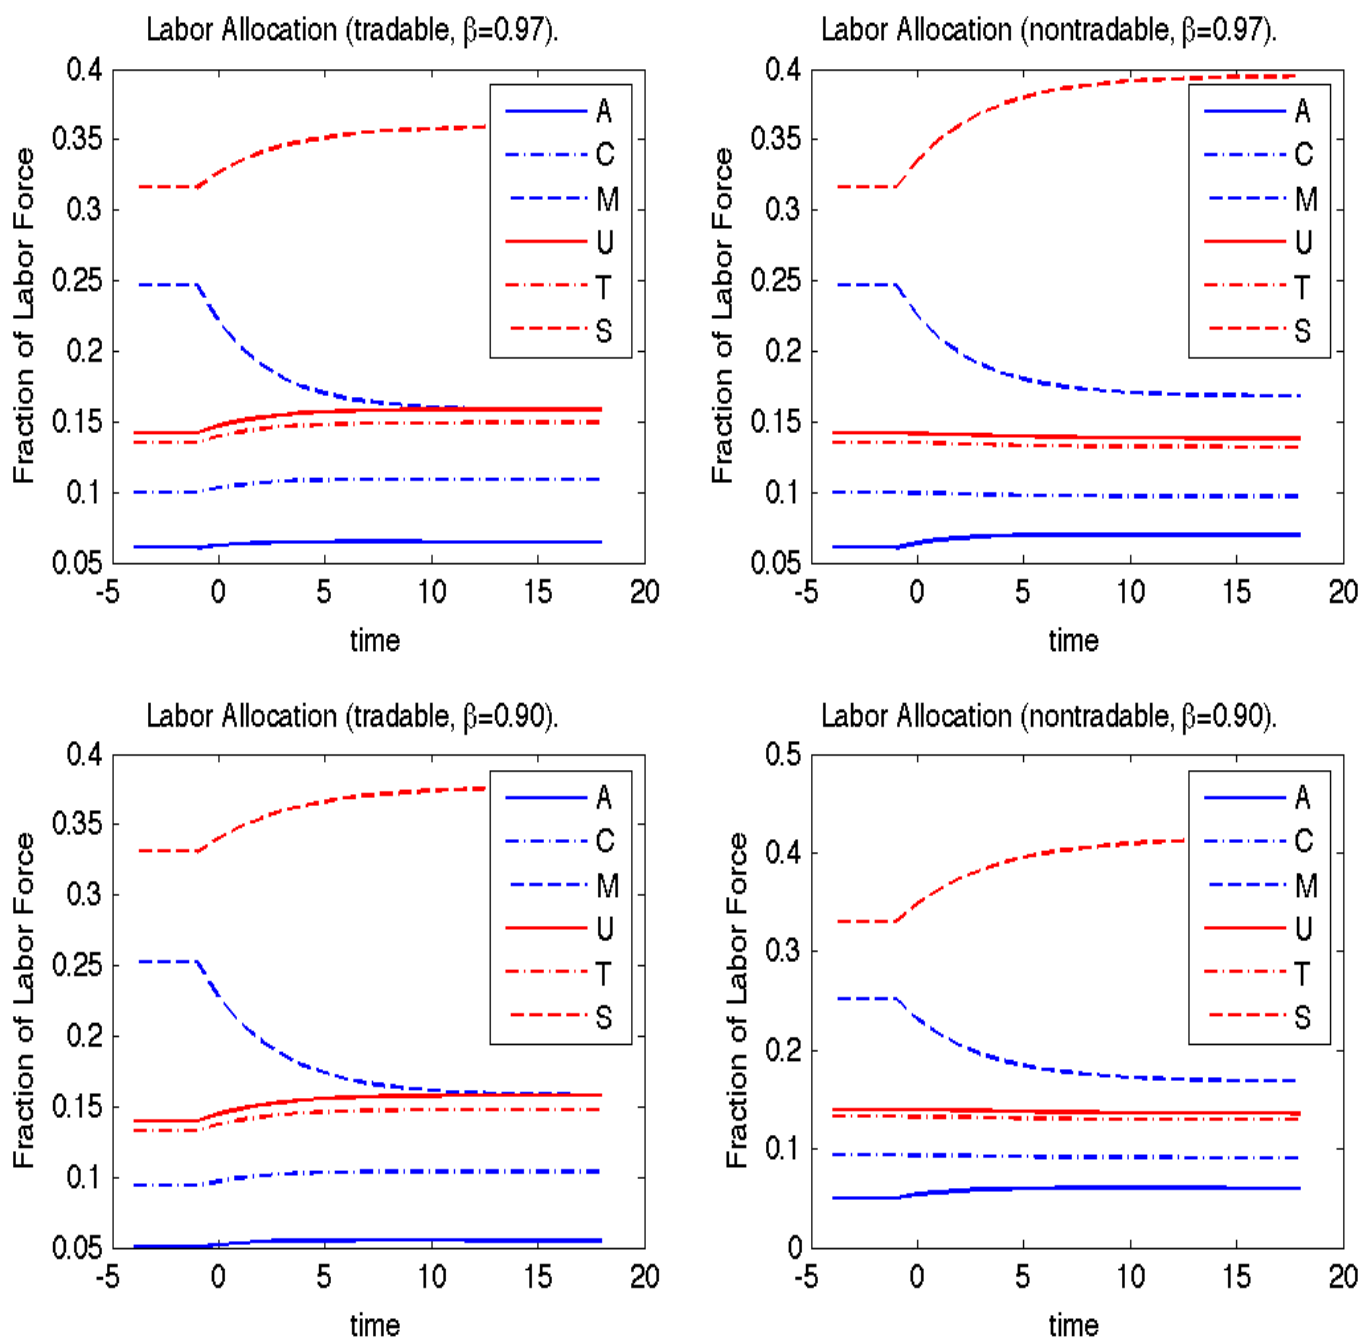 Labor Allocation (tradable, β=0.97).
Fraction of Labor Force
0.4
0.35
0.3
0.25
0.2
0.15
0.1
0.05
-5 0 5 10 15 20
time
A
C
M
U
T
S
Labor Allocation (nontradable, β=0.97).
Fraction of Labor Force
0.4
0.35
0.3
0.25
0.2
0.15
0.1
0.05
-5 0 5 10 15 20
time
A
C
M
U
T
S
Labor Allocation (tradable, β=0.90).
Fraction of Labor Force
0.4
0.35
0.3
0.25
0.2
0.15
0.1
0.05
-5 0 5 10 15 20
time
A
C
M
U
T
S
Labor Allocation (nontradable, β=0.90).
Fraction of Labor Force
0.5
0.4
0.3
0.2
0.1
0
-5 0 5 10 15 20
time
A
C
M
U
T
S